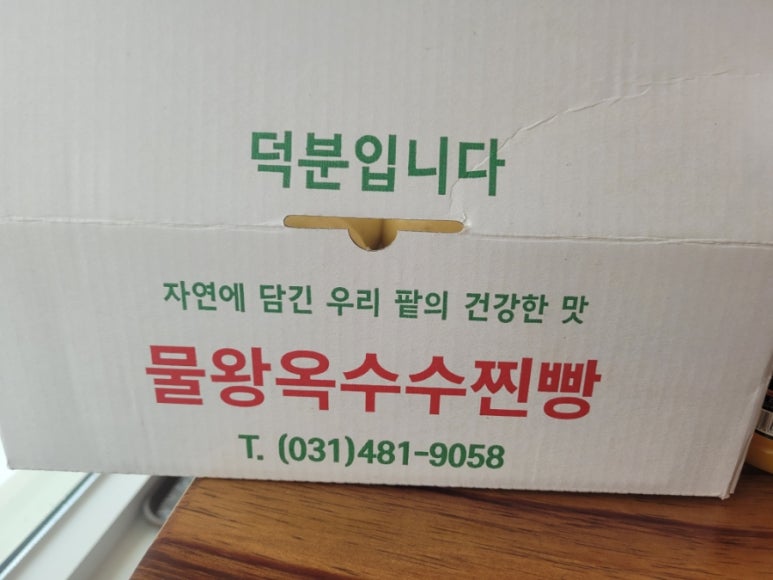 덕분입니다
자연에 담긴 우리 팥의 건강한 맛
물왕옥수수찐빵
T. (031)481-9058